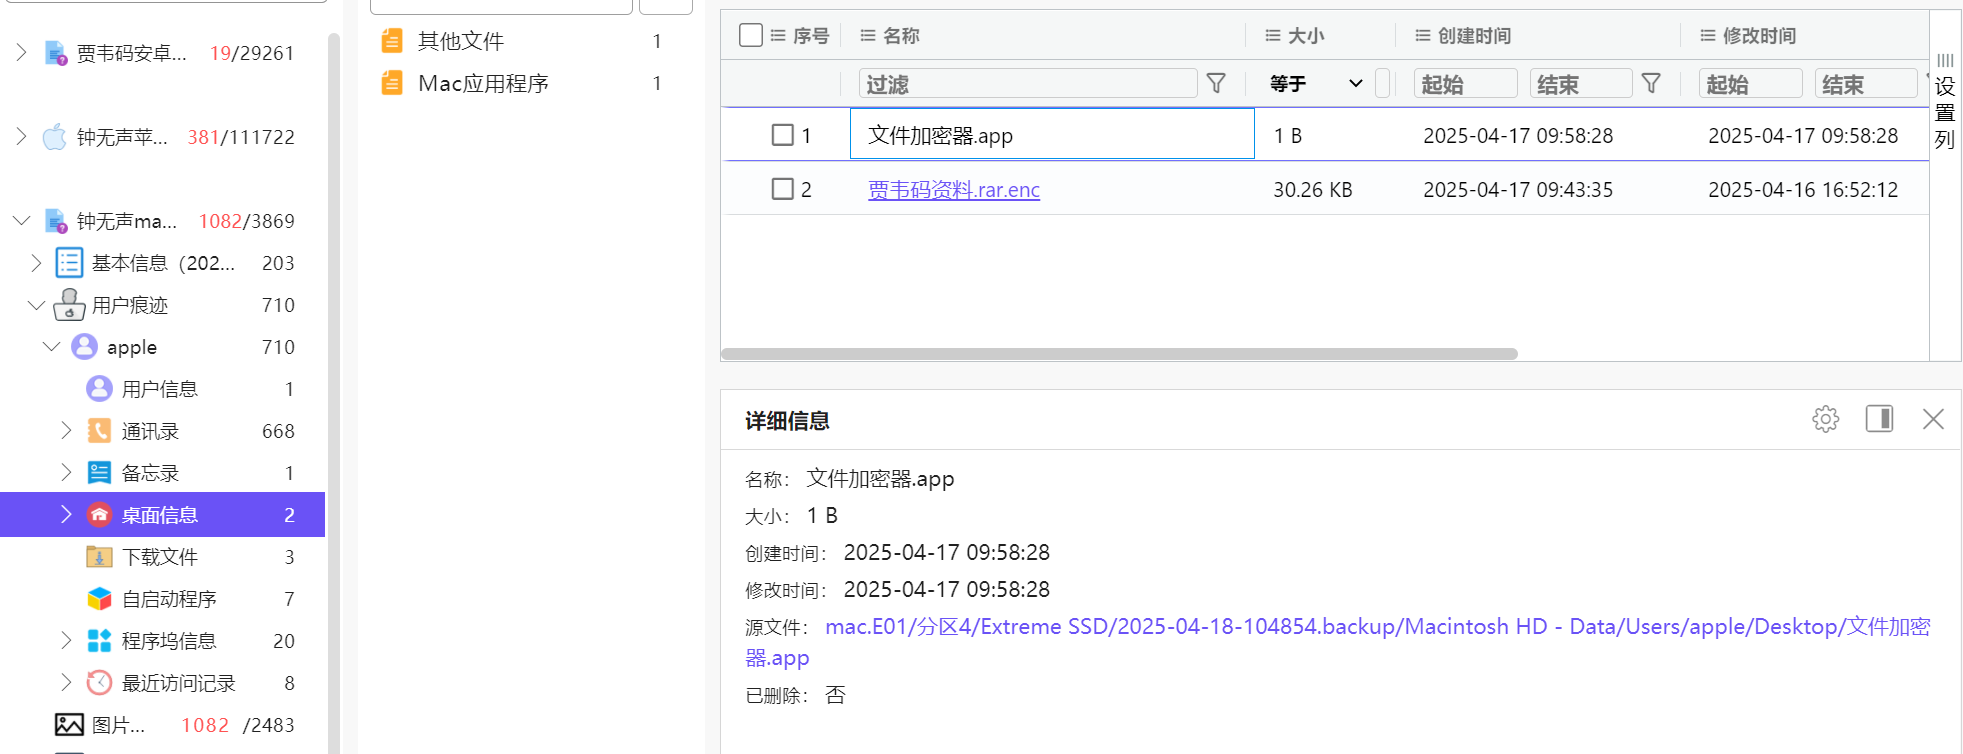 贾韦码安卓... 19/29261
钟无声苹... 381/111722
钟无声ma... 1082/3869
基本信息（202... 203
用户痕迹 710
apple 710
用户信息 1
通讯录 668
备忘录 1
桌面信息 2
下载文件 3
自启动程序 7
程序坞信息 20
最近访问记录 8
图片... 1082 /2483
其他文件 1
Mac应用程序 1
序号 名称 大小 创建时间 修改时间
过滤 等于 起始 结束 起始 结束
1 文件加密器.app 1 B 2025-04-17 09:58:28 2025-04-17 09:58:28
2 贾韦码资料.rar.enc 30.26 KB 2025-04-17 09:43:35 2025-04-16 16:52:12
设
置
列
详细信息
名称： 文件加密器.app
大小： 1 B
创建时间： 2025-04-17 09:58:28
修改时间： 2025-04-17 09:58:28
源文件： mac.E01/分区4/Extreme SSD/2025-04-18-104854.backup/Macintosh HD - Data/Users/apple/Desktop/文件加密
器.app
已删除： 否